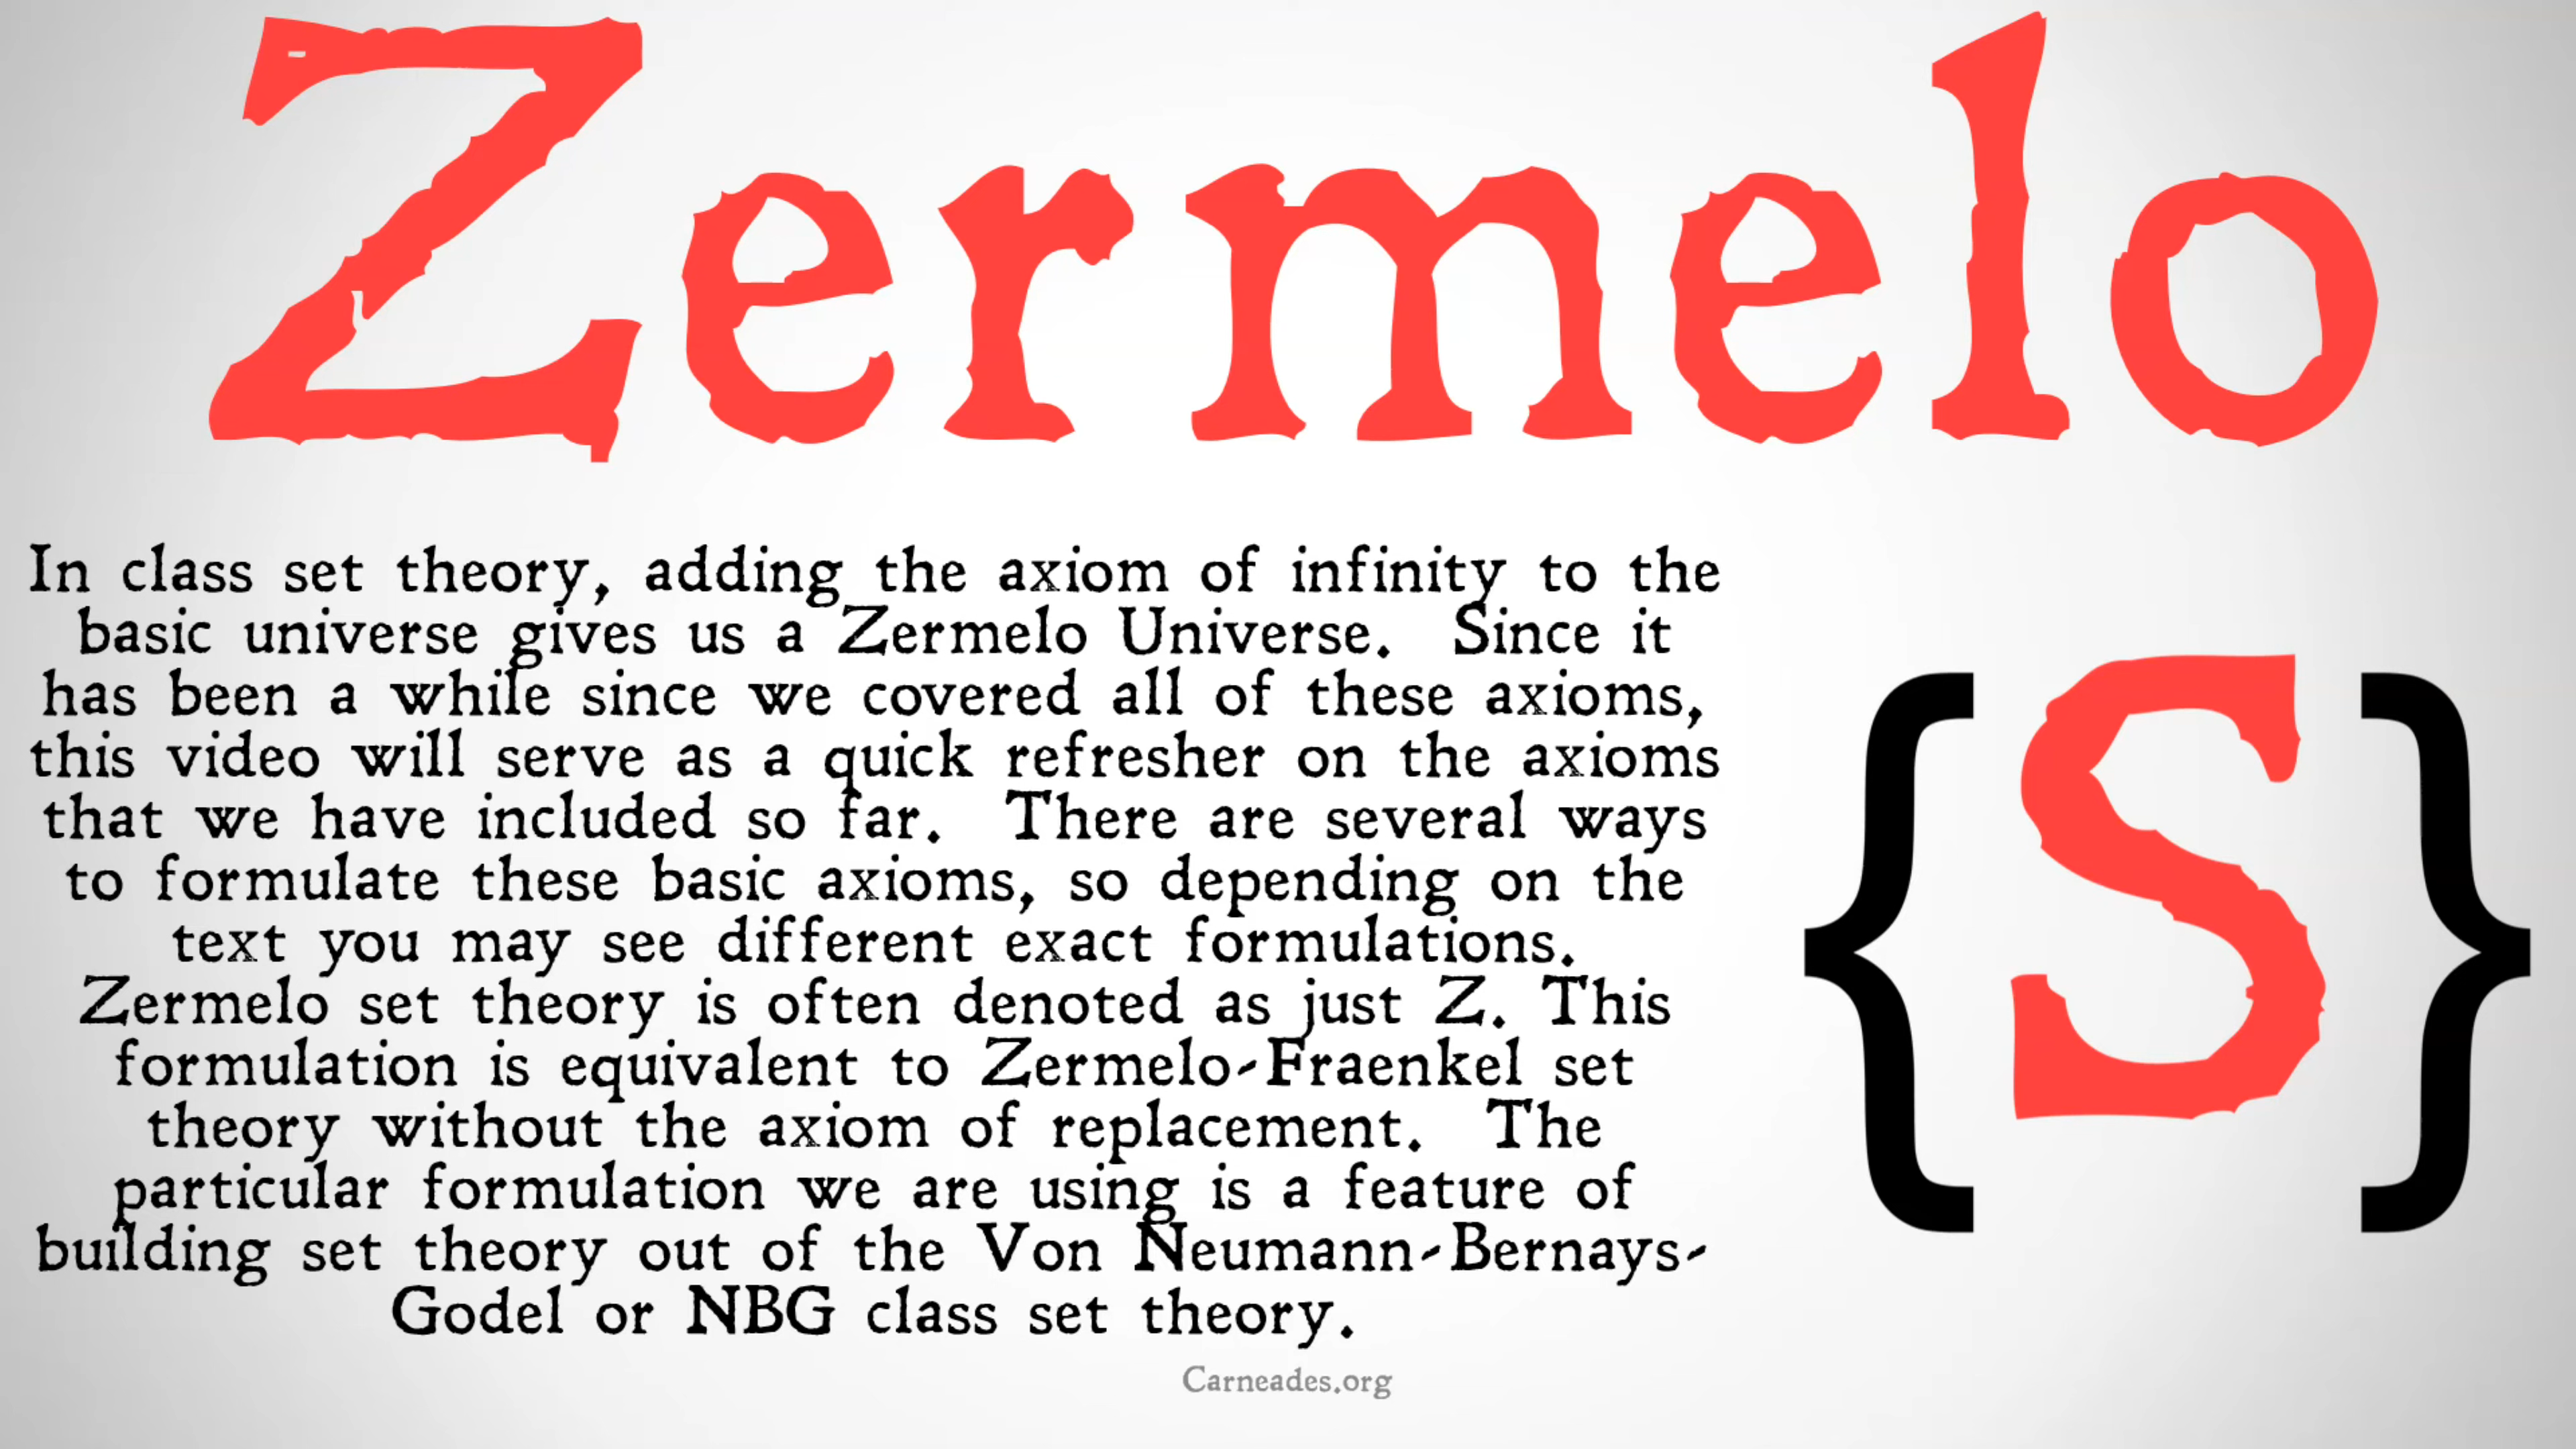 Zermelo
In class set theory, adding the axiom of infinity to the
basic universe gives us a Zermelo Universe. Since it
has been a while since we covered all of these axioms,
this video will serve as a quick refresher on the axioms
that we have included so far. There are several ways
to formulate these basic axioms, so depending on the
text you may see different exact formulations.
Zermelo set theory is often denoted as just Z. This
formulation is equivalent to Zermelo-Fraenkel set
theory without the axiom of replacement. The
particular formulation we are using is a feature of
building set theory out of the Von Neumann-Bernays-
Godel or NBG class set theory.
{S}
Carneades.org